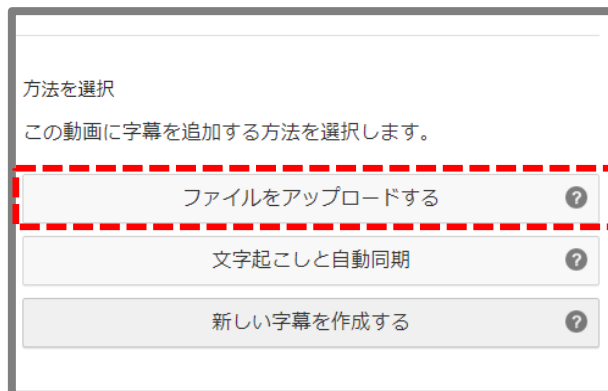 方法を選択
この動画に字幕を追加する方法を選択します。
ファイルをアップロードする ?
文字起こしと自動同期 ?
新しい字幕を作成する ?